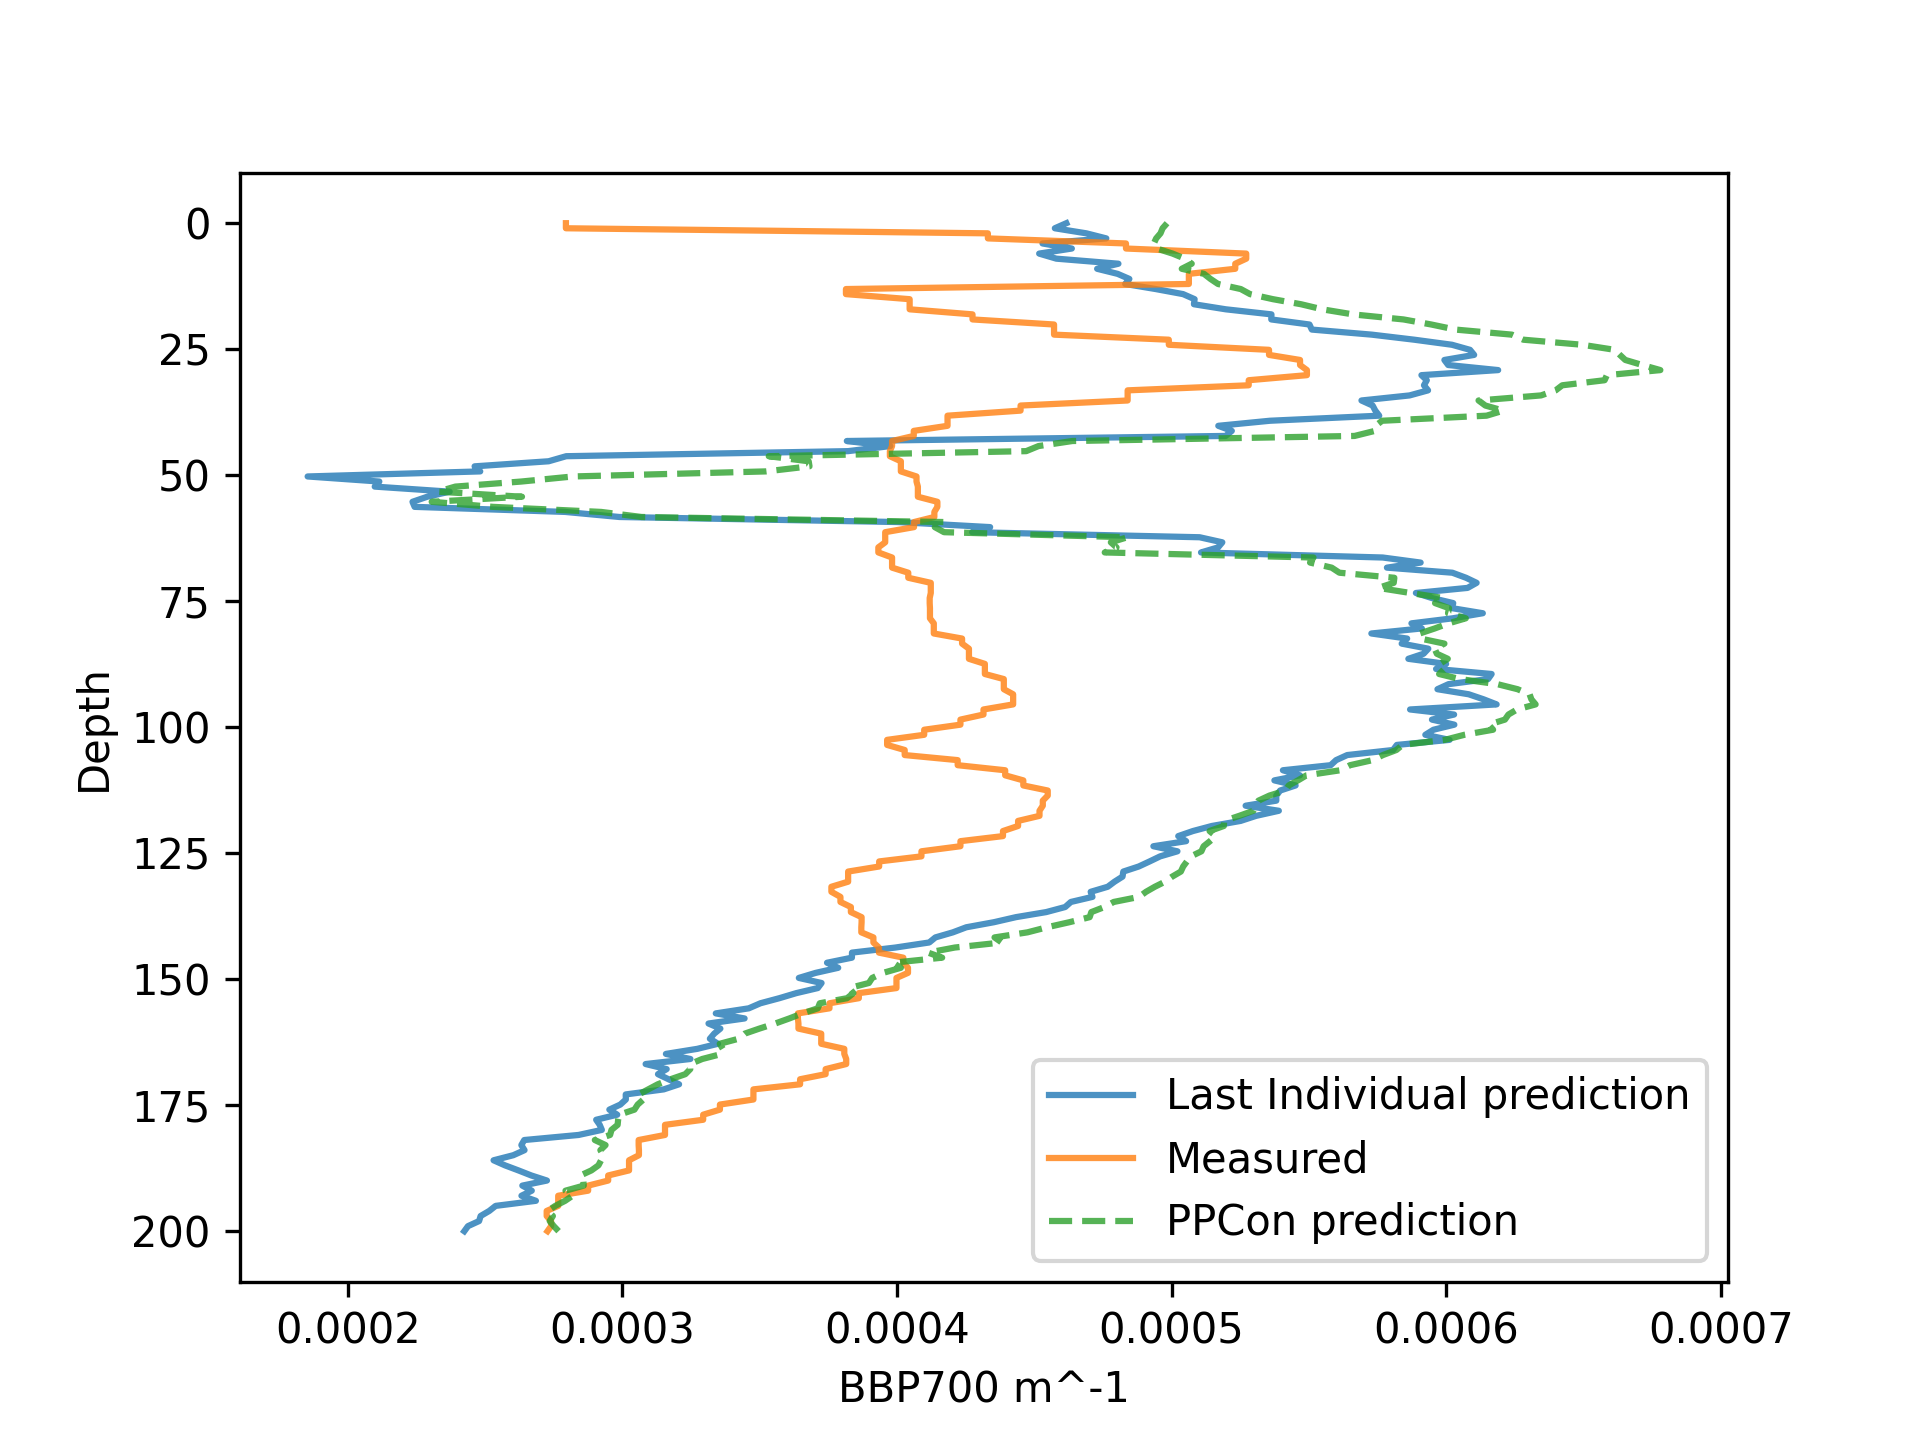 0
25
50
75
100
125
150
175
200
Depth
0.0002 0.0003 0.0004 0.0005 0.0006 0.0007
BBP700 m^-1
Last Individual prediction
Measured
PPCon prediction